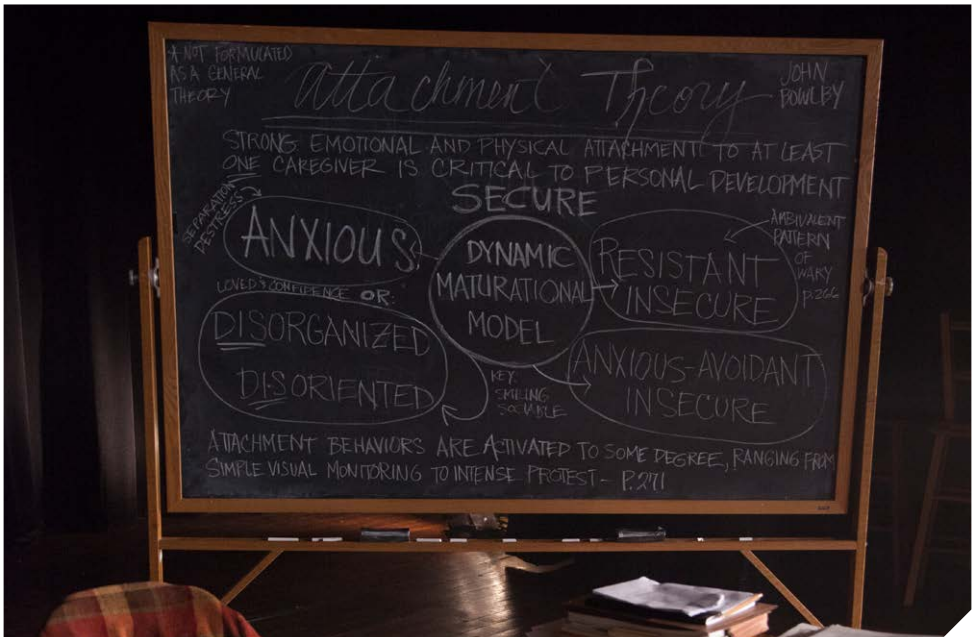 * NOT FORMULATED
AS A GENERAL
THEORY
Attachment Theory
JOHN
BOWLBY
STRONG EMOTIONAL AND PHYSICAL ATTACHMENT TO AT LEAST
ONE CAREGIVER IS CRITICAL TO PERSONAL DEVELOPMENT
SECURE
SEPARATION
DESTRESS
ANXIOUS
DYNAMIC
MATURATIONAL
MODEL
RESISTANT
INSECURE
AMBIVALENT
PATTERN
OF
WARY
p.266
LOVED & CONFIDENCE OR:
DISORGANIZED
DISORIENTED
KEY:
SMILING
SOCIABLE
ANXIOUS-AVOIDANT
INSECURE
ATTACHMENT BEHAVIORS ARE ACTIVATED TO SOME DEGREE, RANGING FROM
SIMPLE VISUAL MONITORING TO INTENSE PROTEST - P.271